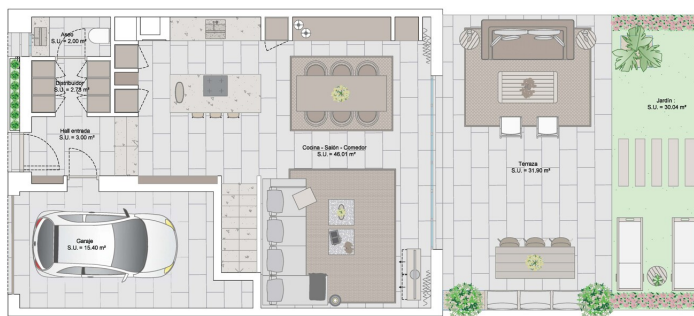 Aseo
S.U. = 2.00 m²
Distribuidor
S.U. = 2.78 m²
Hall entrada
S.U. = 3.00 m²
Garaje
S.U. = 15.40 m²
Cocina - Salón - Comedor
S.U. = 46.01 m²
Terraza
S.U. = 31.90 m²
Jardín
S.U. = 30.04 m²